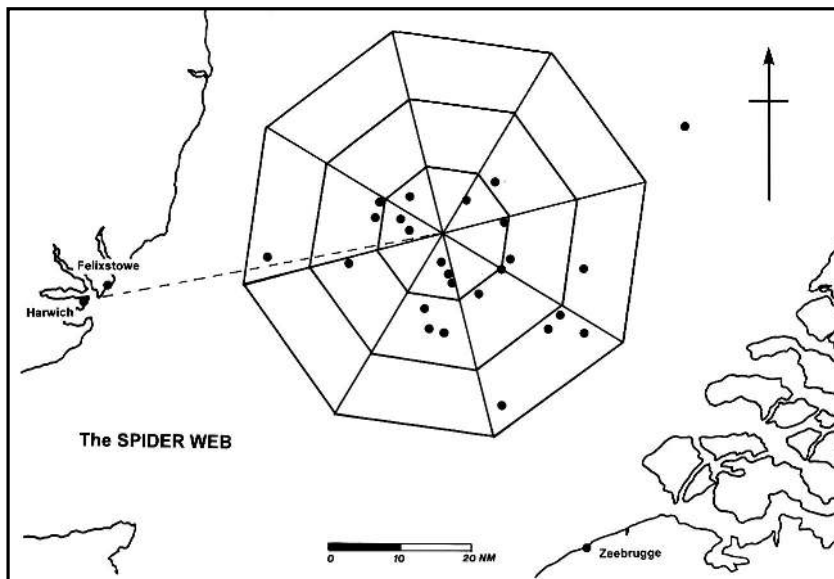 Felixstowe
Harwich
The SPIDER WEB
0 10 20 NM
Zeebrugge